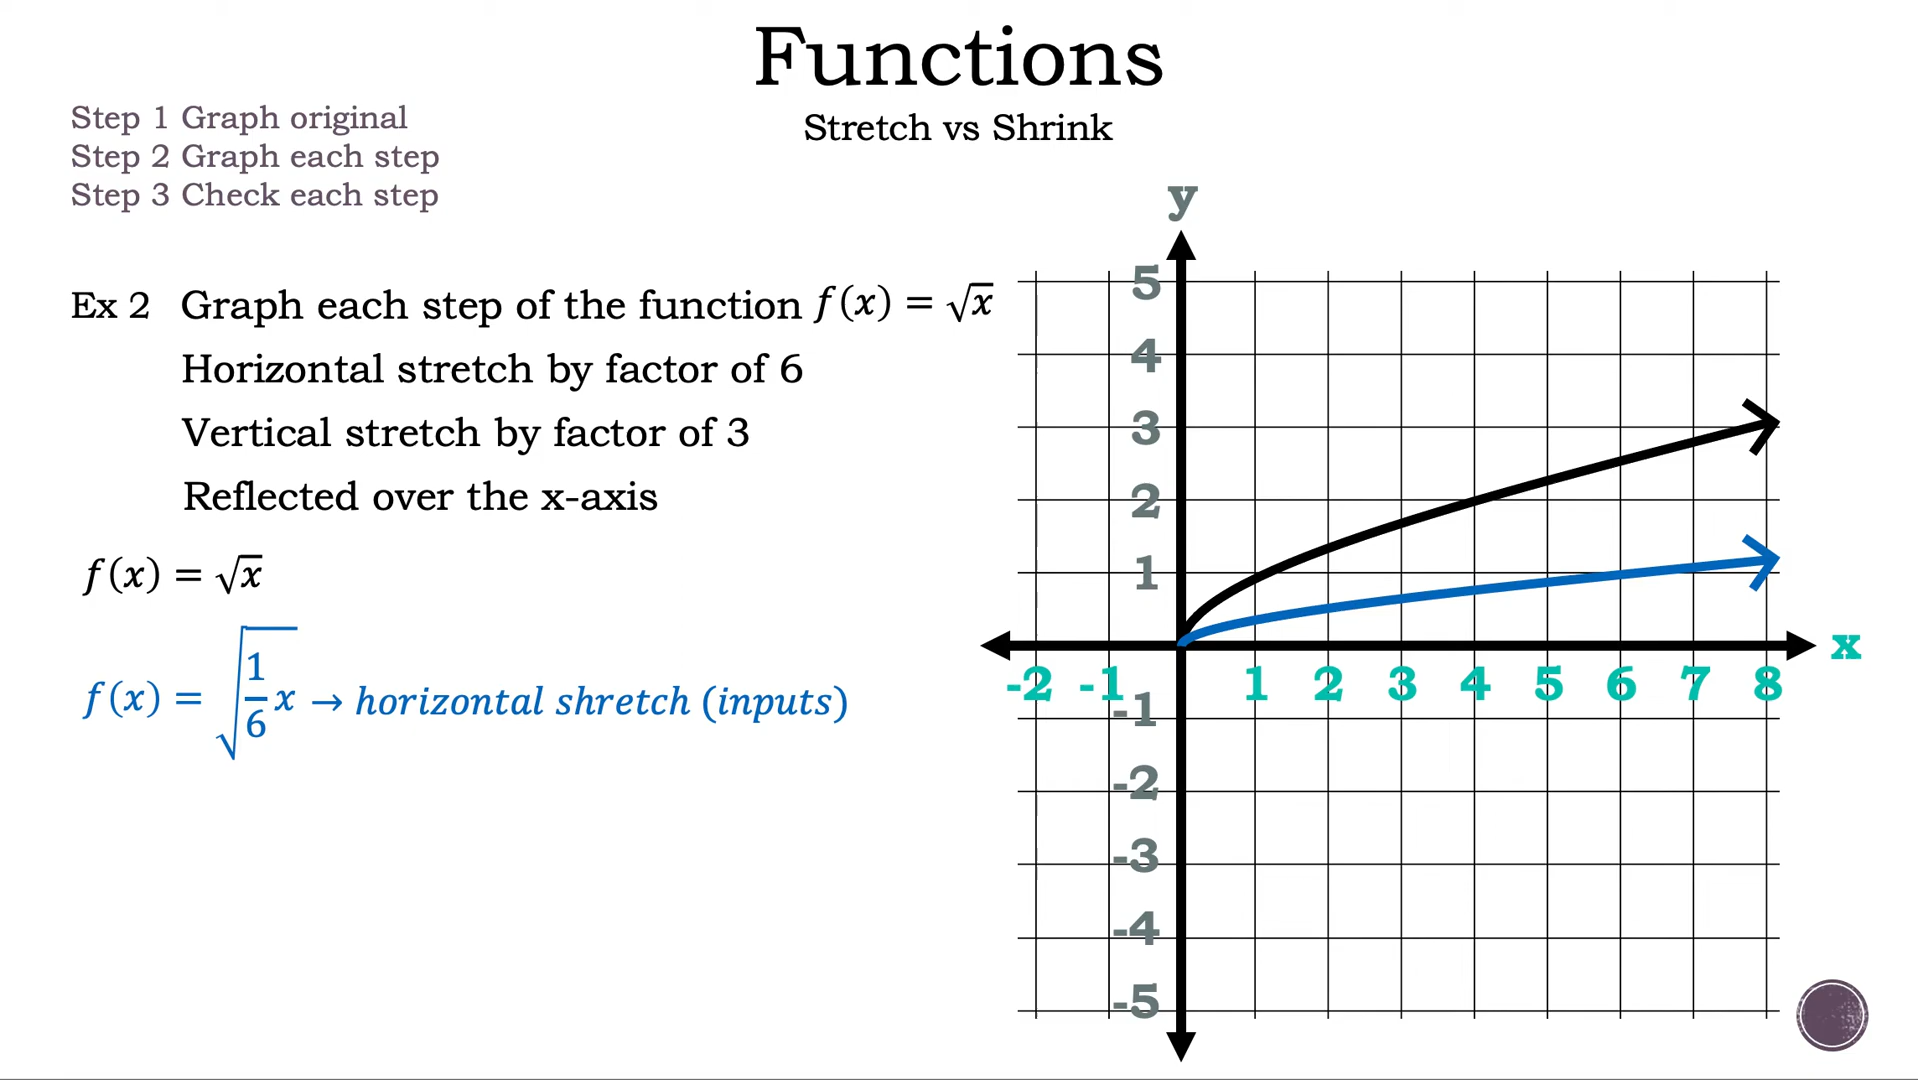 Functions
Stretch vs Shrink
Step 1 Graph original
Step 2 Graph each step
Step 3 Check each step
Ex 2 Graph each step of the function f(x) = √x
Horizontal stretch by factor of 6
Vertical stretch by factor of 3
Reflected over the x-axis
f(x) = √x
f(x) = √(1/6 x) → horizontal shretch (inputs)
y
5
4
3
2
1
-2 -1 1 2 3 4 5 6 7 8 x
-1
-2
-3
-4
-5